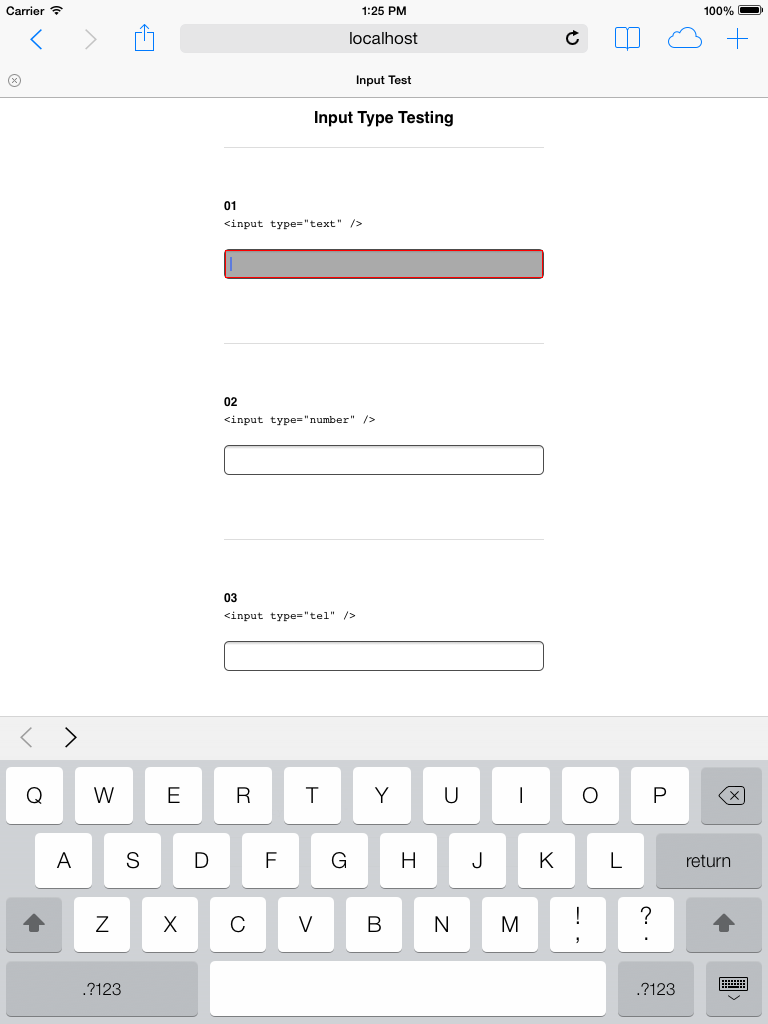 Carrier 1:25 PM 100%
localhost
Input Test
Input Type Testing
01
<input type="text" />
02
<input type="number" />
03
<input type="tel" />
Q W E R T Y U I O P
A S D F G H J K L return
Z X C V B N M ! , ? .
.?123 .?123